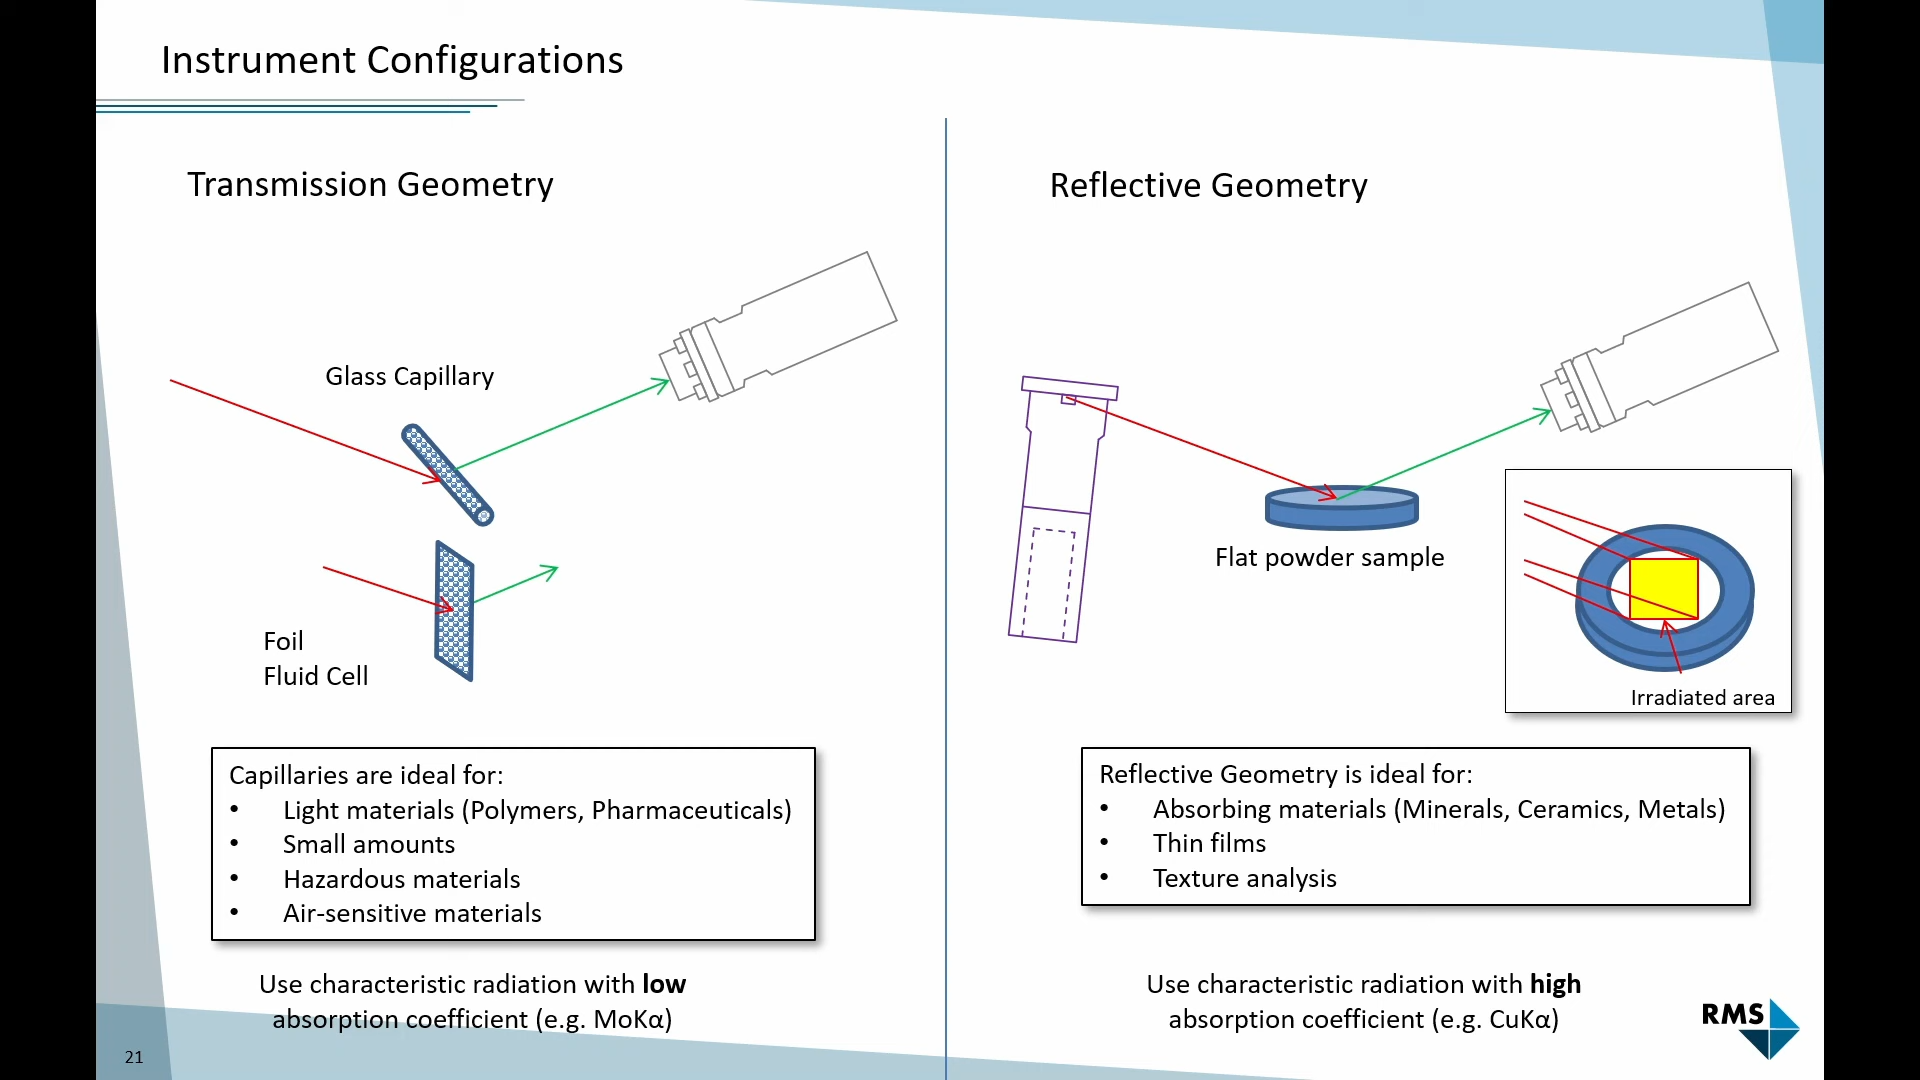 Instrument Configurations
Transmission Geometry
Glass Capillary
Foil
Fluid Cell
Capillaries are ideal for:
• Light materials (Polymers, Pharmaceuticals)
• Small amounts
• Hazardous materials
• Air-sensitive materials
Use characteristic radiation with low
absorption coefficient (e.g. MoKα)
Reflective Geometry
Flat powder sample
Irradiated area
Reflective Geometry is ideal for:
• Absorbing materials (Minerals, Ceramics, Metals)
• Thin films
• Texture analysis
Use characteristic radiation with high
absorption coefficient (e.g. CuKα)
RMS
21